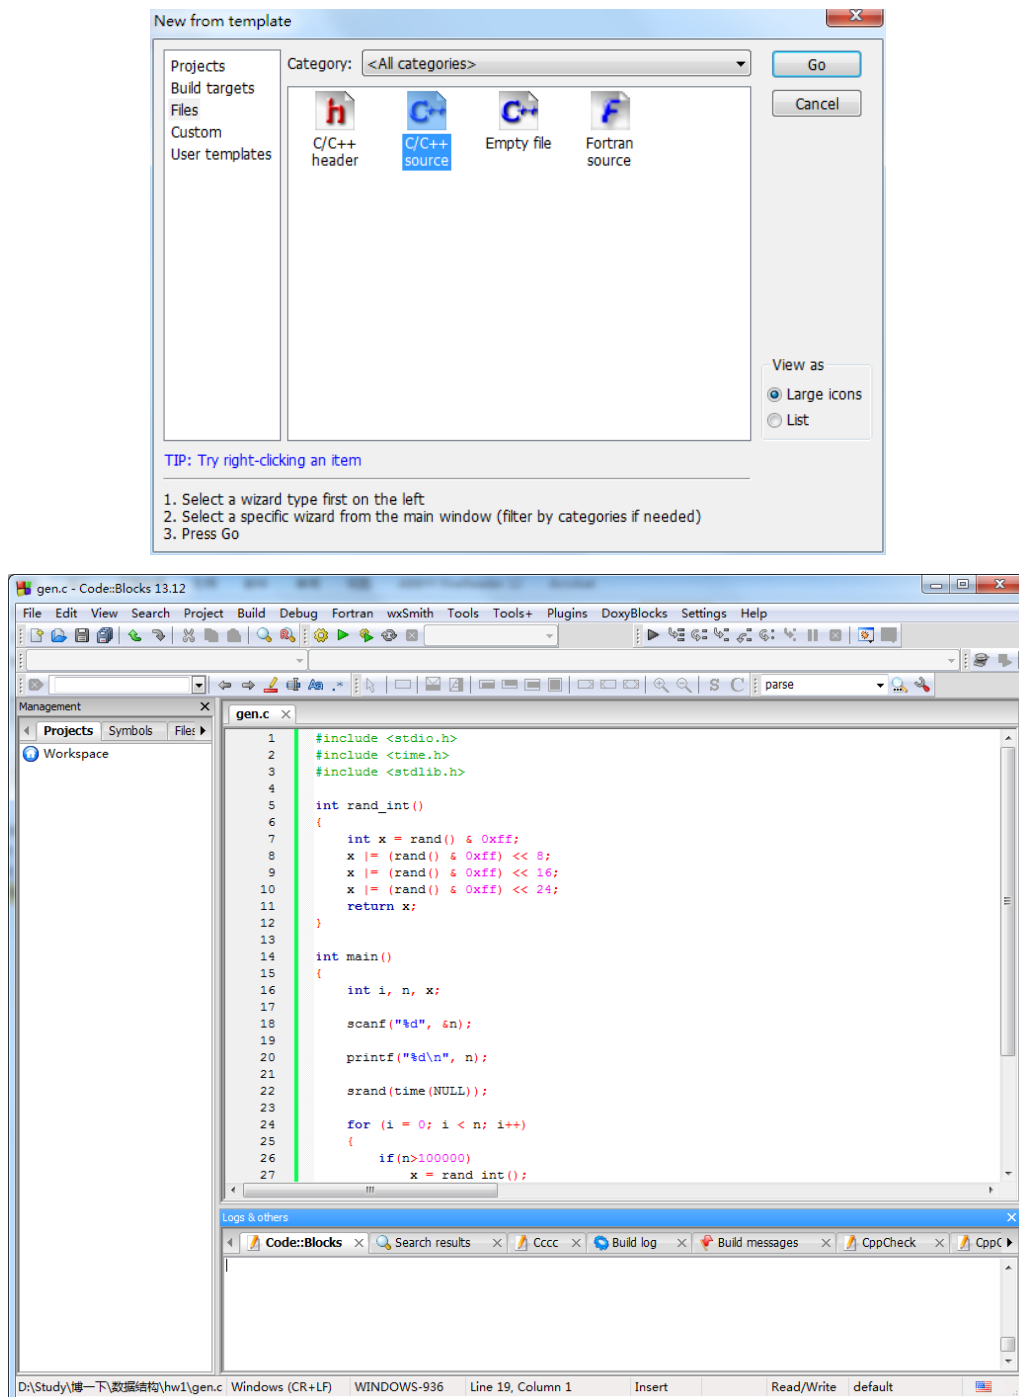 New from template
Projects
Build targets
Files
Custom
User templates
Category: <All categories>
C/C++ header
C/C++ source
Empty file
Fortran source
Go
Cancel
View as
Large icons
List
TIP: Try right-clicking an item
1. Select a wizard type first on the left
2. Select a specific wizard from the main window (filter by categories if needed)
3. Press Go
gen.c - Code::Blocks 13.12
File Edit View Search Project Build Debug Fortran wxSmith Tools Tools+ Plugins DoxyBlocks Settings Help
S C parse
Management
Projects Symbols Files
Workspace
gen.c
1 #include <stdio.h>
2 #include <time.h>
3 #include <stdlib.h>
4
5 int rand_int()
6 {
7     int x = rand() & 0xff;
8     x |= (rand() & 0xff) << 8;
9     x |= (rand() & 0xff) << 16;
10     x |= (rand() & 0xff) << 24;
11     return x;
12 }
13
14 int main()
15 {
16     int i, n, x;
17
18     scanf("%d", &n);
19
20     printf("%d\n", n);
21
22     srand(time(NULL));
23
24     for (i = 0; i < n; i++)
25     {
26         if(n>100000)
27             x = rand_int();
Logs & others
Code::Blocks Search results Cccc Build log Build messages CppCheck CppC
D:\Study\博一下\数据结构\hw1\gen.c Windows (CR+LF) WINDOWS-936 Line 19, Column 1 Insert Read/Write default